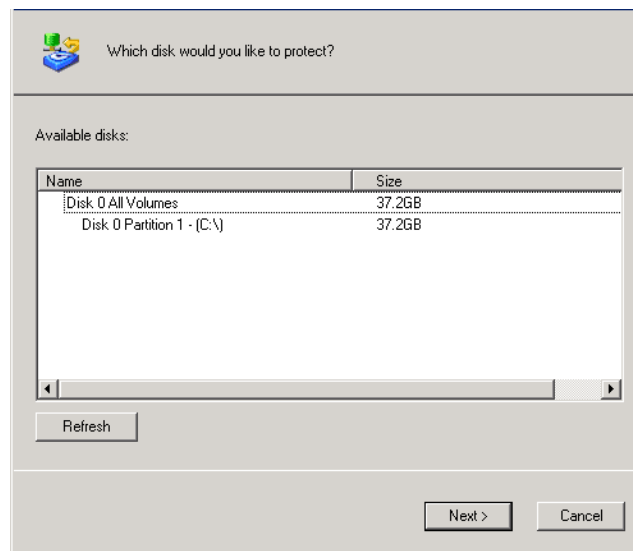 Which disk would you like to protect?
Available disks:
Name Size
Disk 0 All Volumes 37.2GB
Disk 0 Partition 1 - (C:\) 37.2GB
Refresh
Next > Cancel